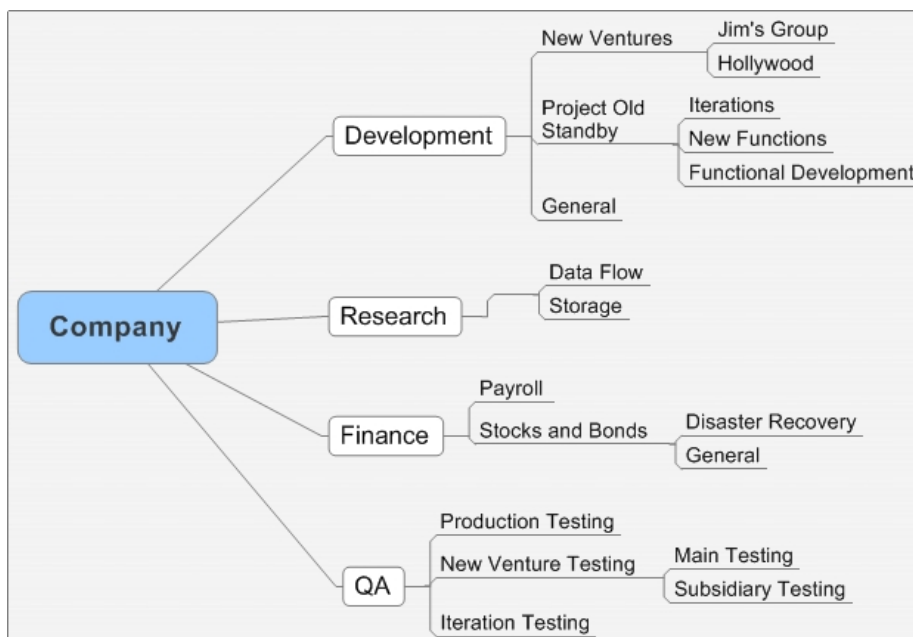 Company
Development
New Ventures
Jim's Group
Hollywood
Project Old
Standby
Iterations
New Functions
Functional Development
General
Research
Data Flow
Storage
Finance
Payroll
Stocks and Bonds
Disaster Recovery
General
QA
Production Testing
New Venture Testing
Main Testing
Subsidiary Testing
Iteration Testing